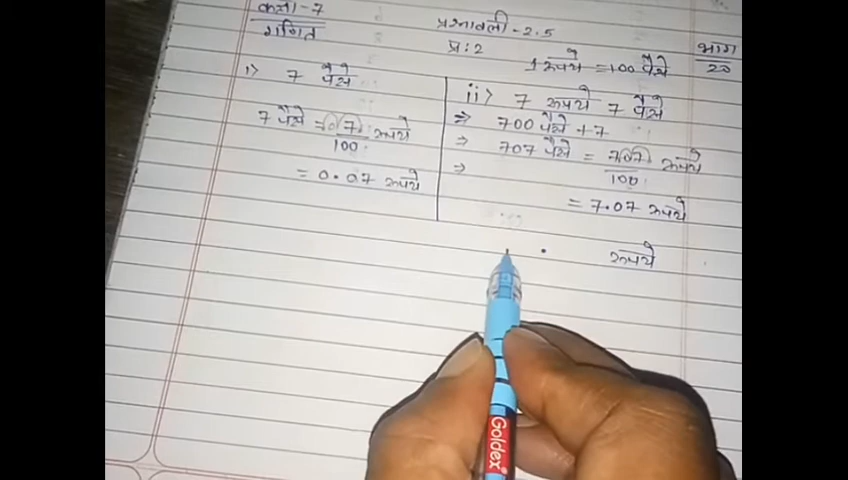 कक्षा-7
गणित
प्रश्नावली-2.5
प्र:2
1 रूपये = 100 पैसे
भाग
20
i> 7 पैसे
7 पैसे = 07/100 रूपये
= 0.07 रूपये
ii> 7 रूपये 7 पैसे
⇒ 700 पैसे + 7
⇒ 707 पैसे = 707/100 रूपये
⇒
= 7.07 रूपये
. रूपये
Goldex